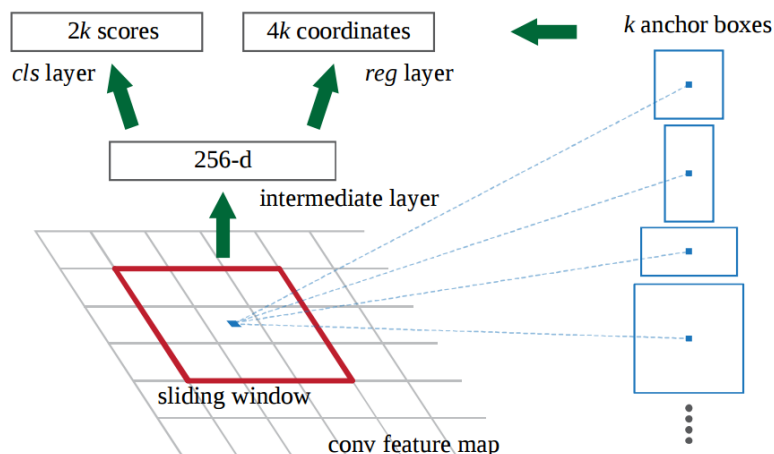 2k scores
4k coordinates
k anchor boxes
cls layer
reg layer
256-d
intermediate layer
sliding window
conv feature map